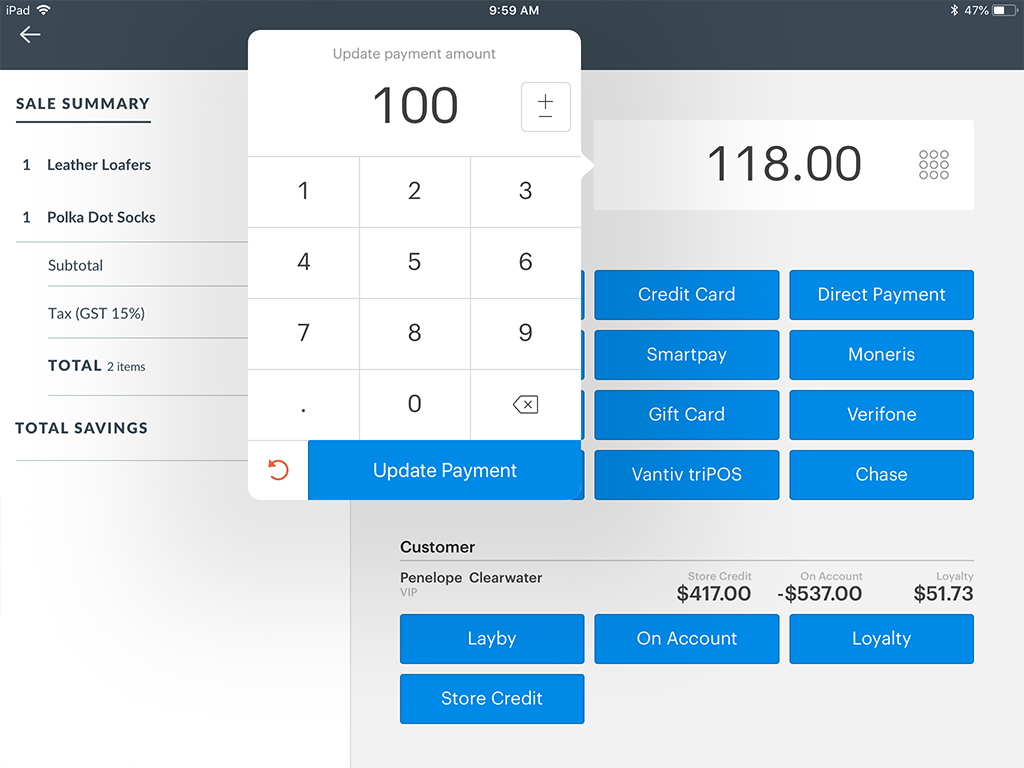 iPad 9:59 AM 47%
Update payment amount
100
+
−
118.00
1 2 3
4 5 6
7 8 9
. 0
Update Payment
SALE SUMMARY
1 Leather Loafers
1 Polka Dot Socks
Subtotal
Tax (GST 15%)
TOTAL 2 items
TOTAL SAVINGS
Credit Card Direct Payment
Smartpay Moneris
Gift Card Verifone
Vantiv triPOS Chase
Customer
Penelope Clearwater
VIP
Store Credit On Account Loyalty
$417.00 -$537.00 $51.73
Layby On Account Loyalty
Store Credit